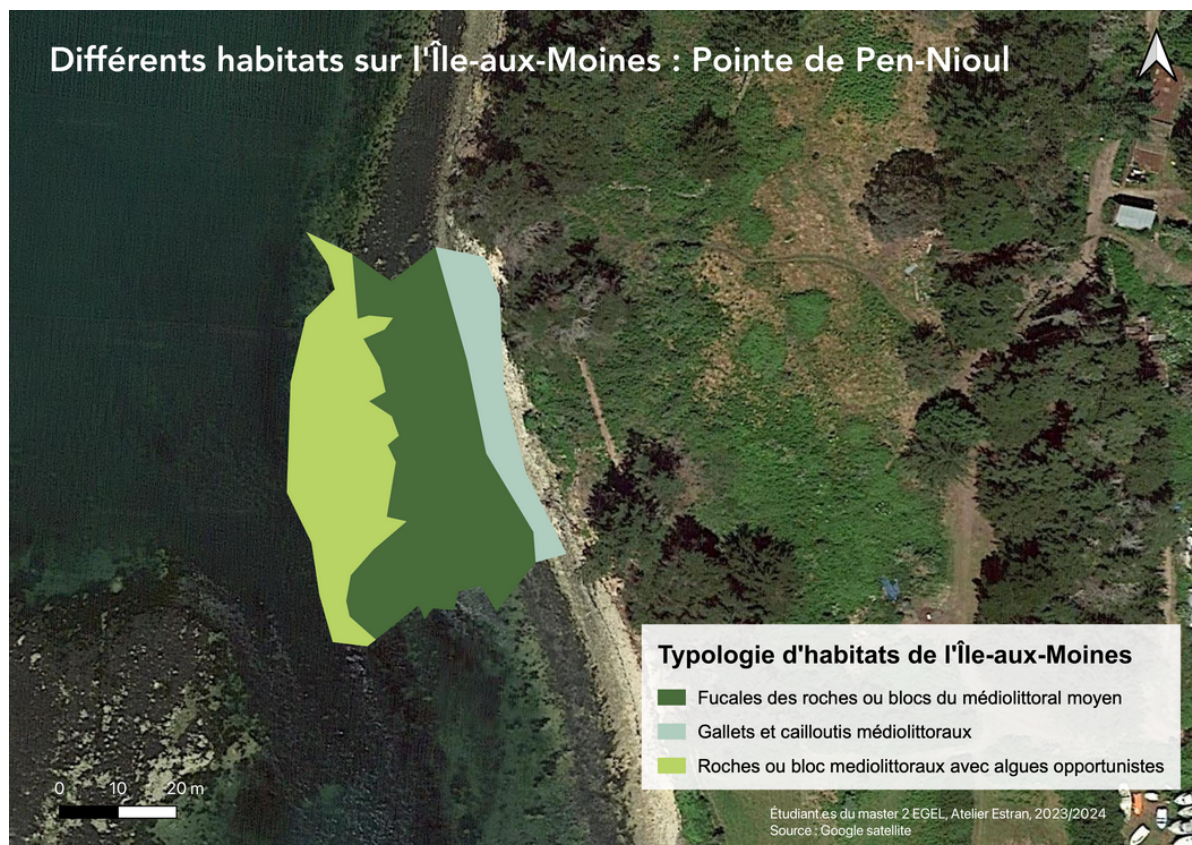 Différents habitats sur l'Île-aux-Moines : Pointe de Pen-Nioul
Typologie d'habitats de l'Île-aux-Moines
Fucales des roches ou blocs du médiolittoral moyen
Gallets et cailloutis médiolittoraux
Roches ou bloc mediolittoraux avec algues opportunistes
0 10 20 m
Étudiant.e.s du master 2 EGEL, Atelier Estran, 2023/2024
Source : Google satellite